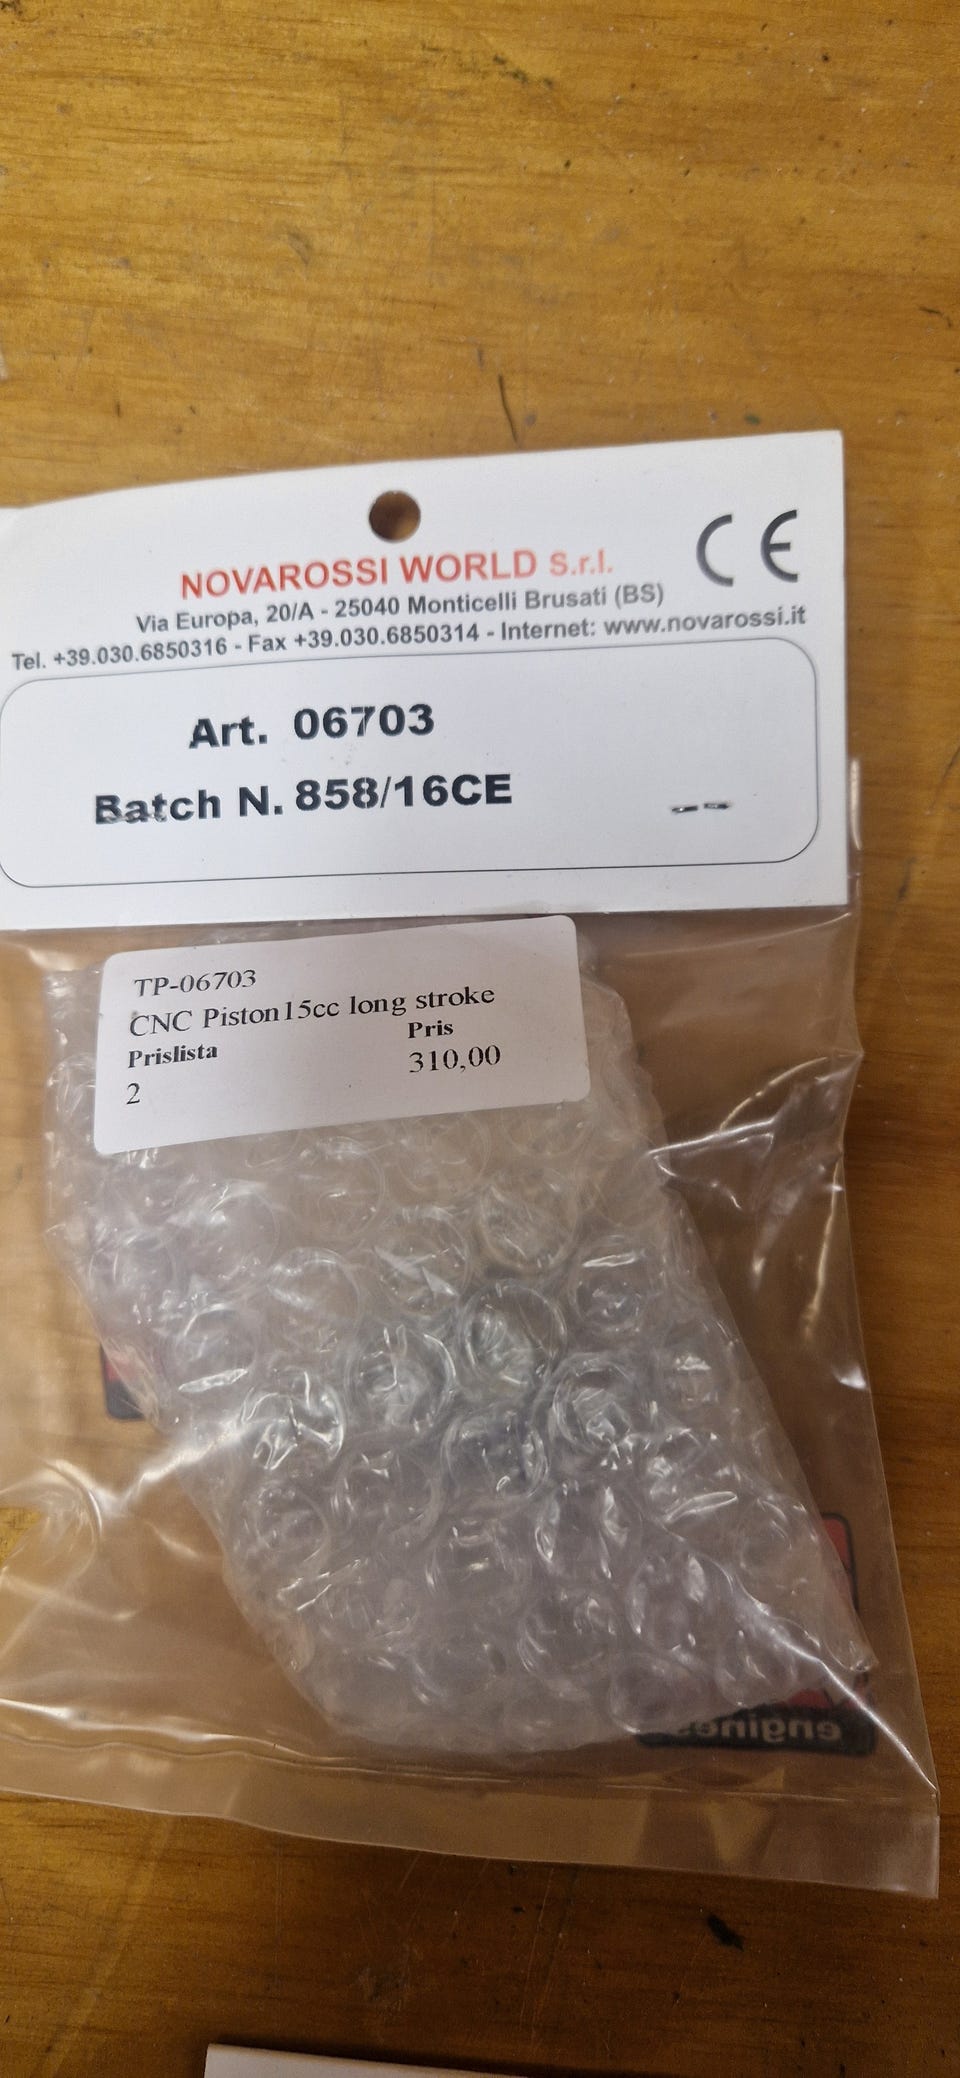 CE
NOVAROSSI WORLD S.r.l.
Via Europa, 20/A - 25040 Monticelli Brusati (BS)
Tel. +39.030.6850316 - Fax +39.030.6850314 - Internet: www.novarossi.it
Art. 06703
Batch N. 858/16CE
--
TP-06703
CNC Piston15cc long stroke
Prislista Pris
2 310,00
engines